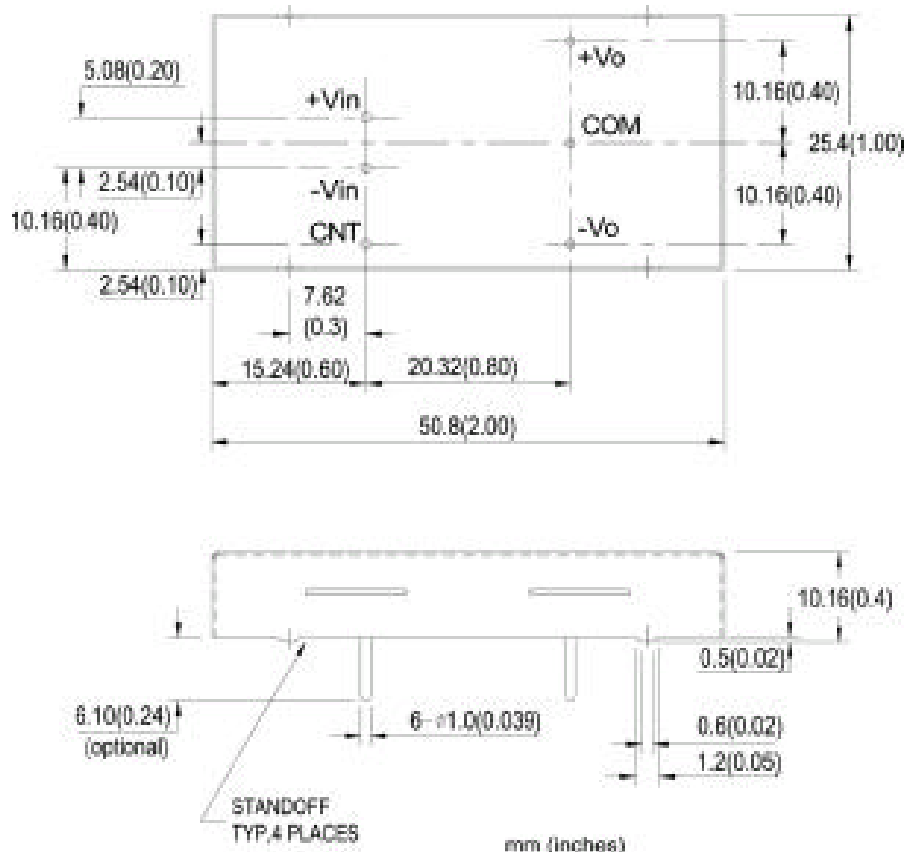 5.08(0.20)
+Vin
+Vo
10.16(0.40)
COM
25.4(1.00)
2.54(0.10)
-Vin
10.16(0.40)
10.16(0.40)
CNT
-Vo
2.54(0.10)
7.62
(0.3)
15.24(0.60)
20.32(0.80)
50.8(2.00)
10.16(0.4)
0.5(0.02)
6.10(0.24)
(optional)
6-⌀1.0(0.039)
0.6(0.02)
1.2(0.05)
STANDOFF
TYP,4 PLACES
mm (inches)